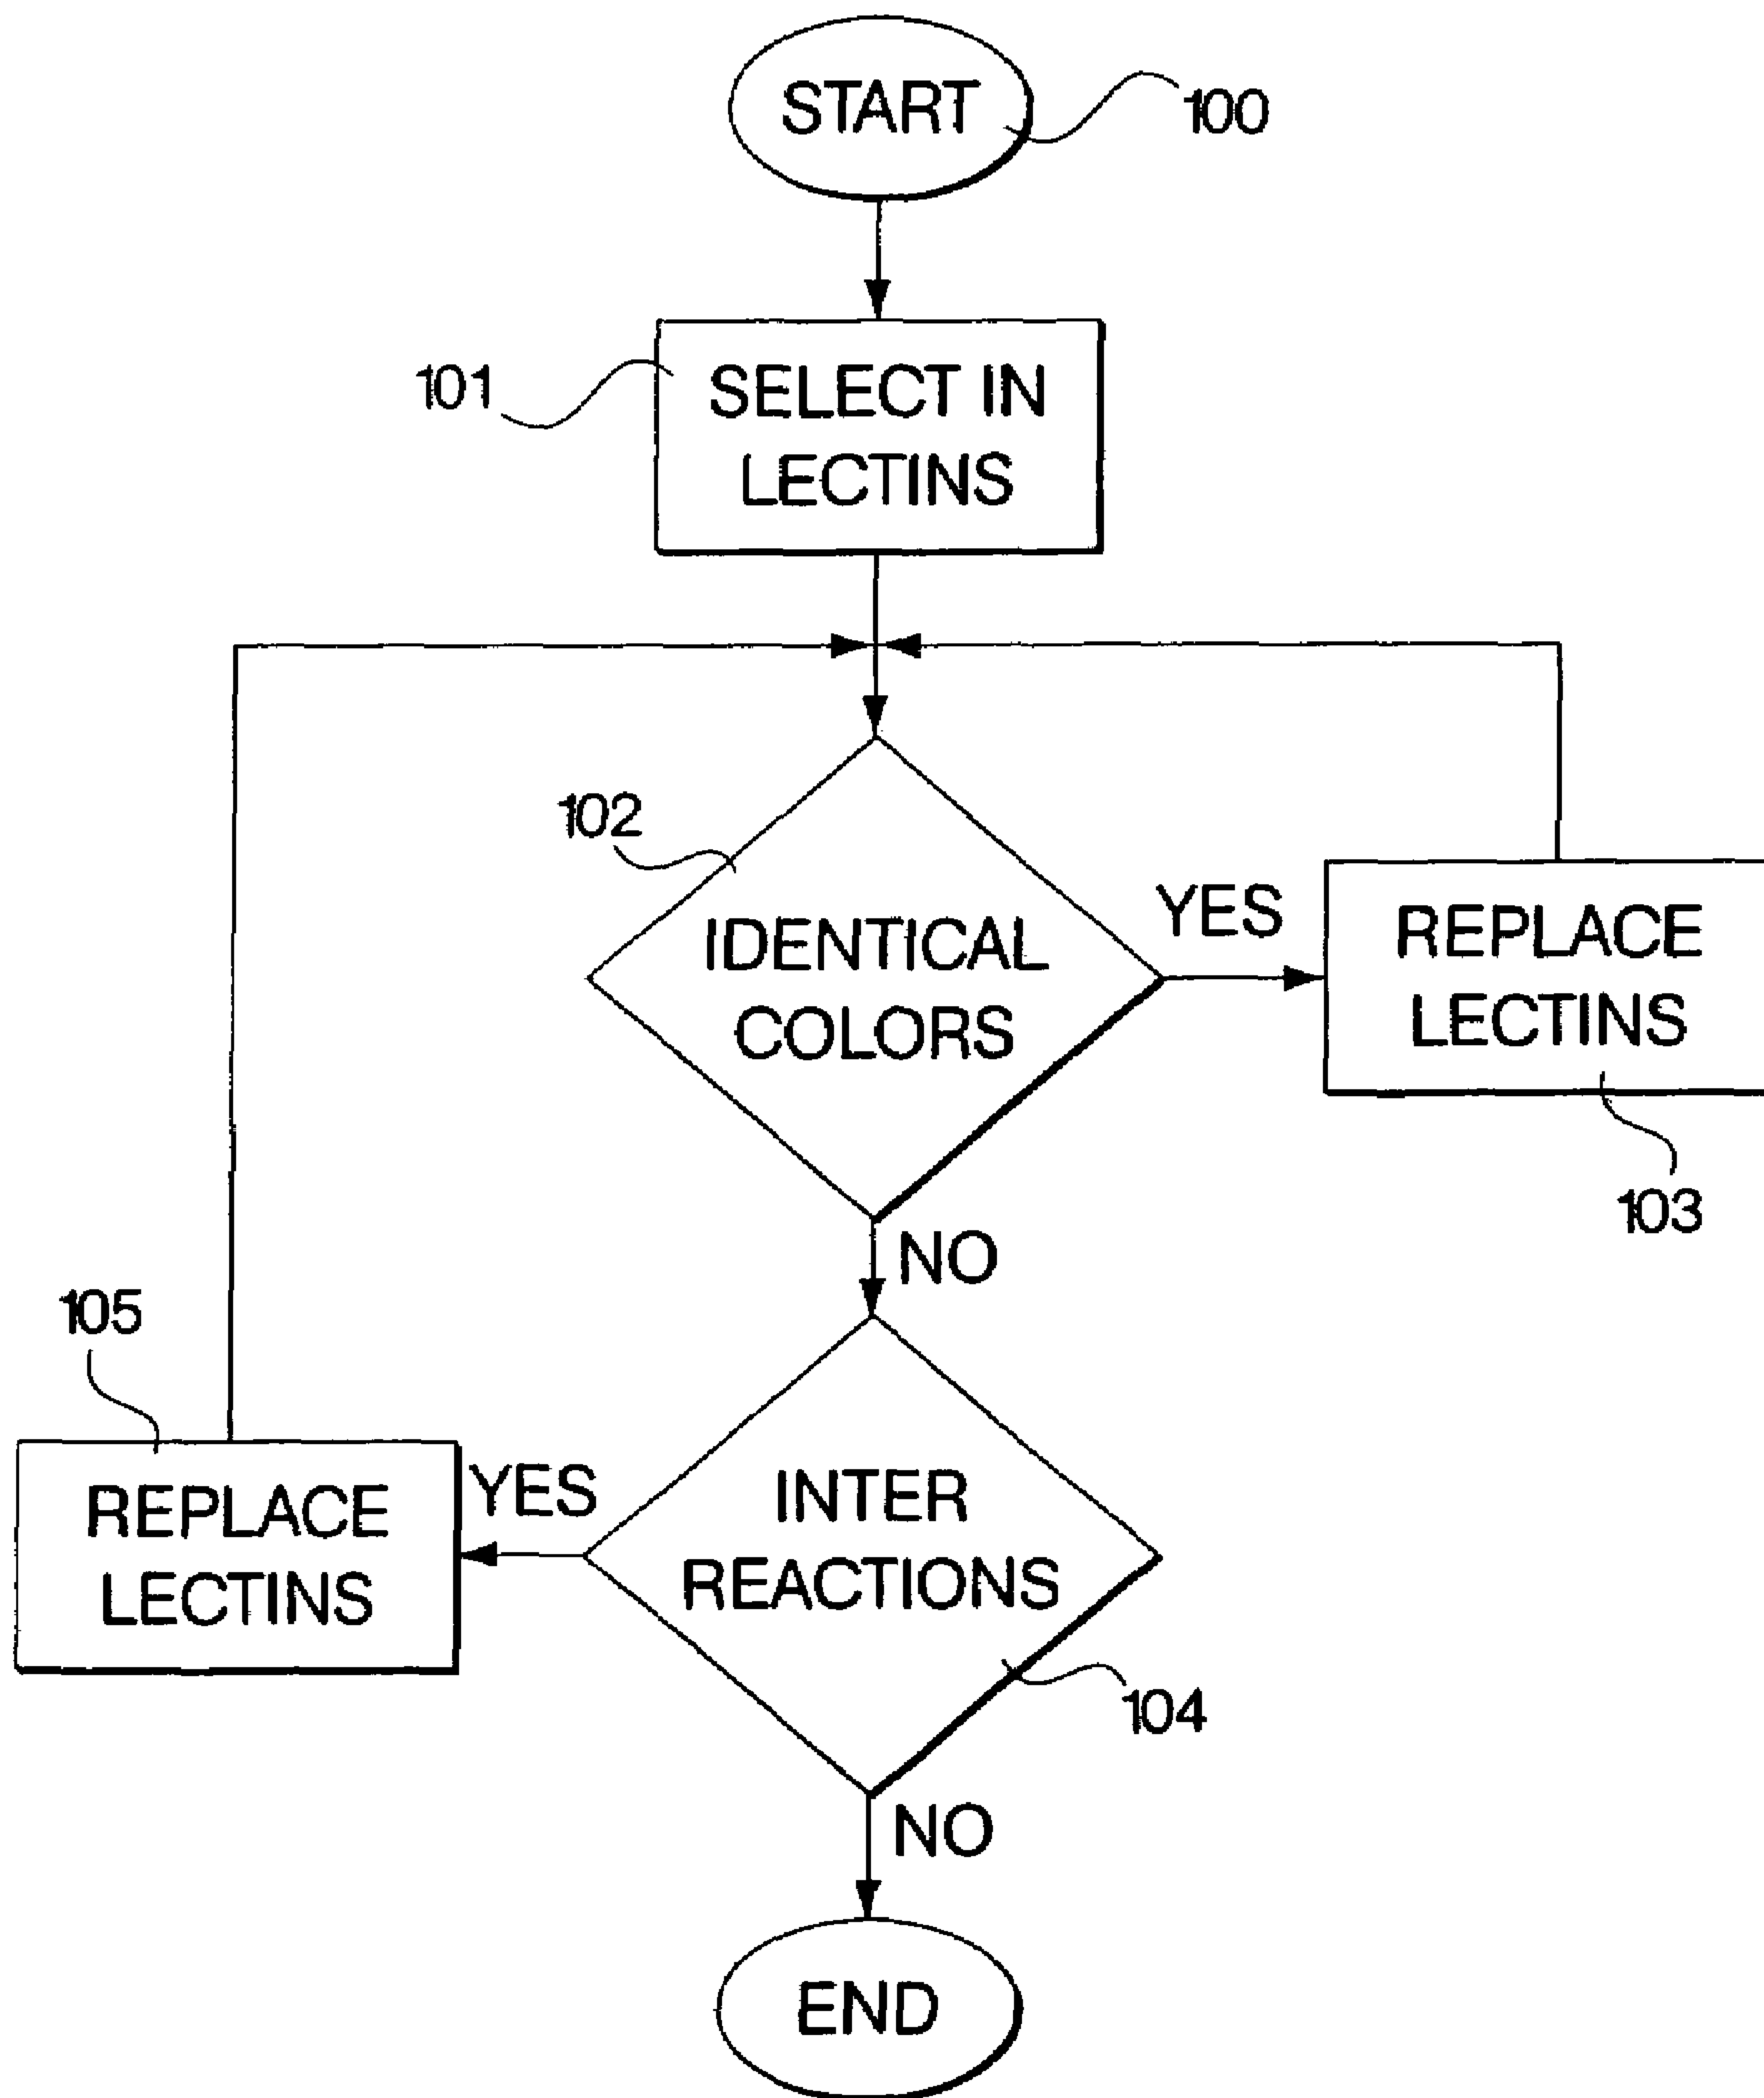 START
100
101
SELECT IN
LECTINS
102
IDENTICAL
COLORS
YES
REPLACE
LECTINS
103
NO
105
REPLACE
LECTINS
YES
INTER
REACTIONS
104
NO
END